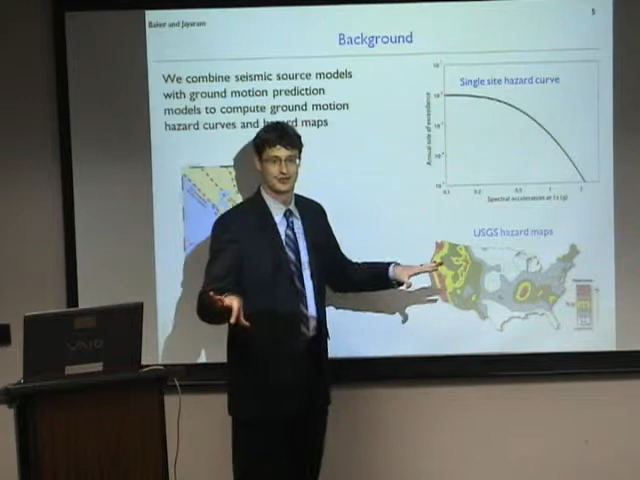 Baker and Jayaram
5
Background
We combine seismic source models
with ground motion prediction
models to compute ground motion
hazard curves and maps
Single site hazard curve
Annual rate of exceedance
Spectral acceleration at 1s (g)
USGS hazard maps
VAIO